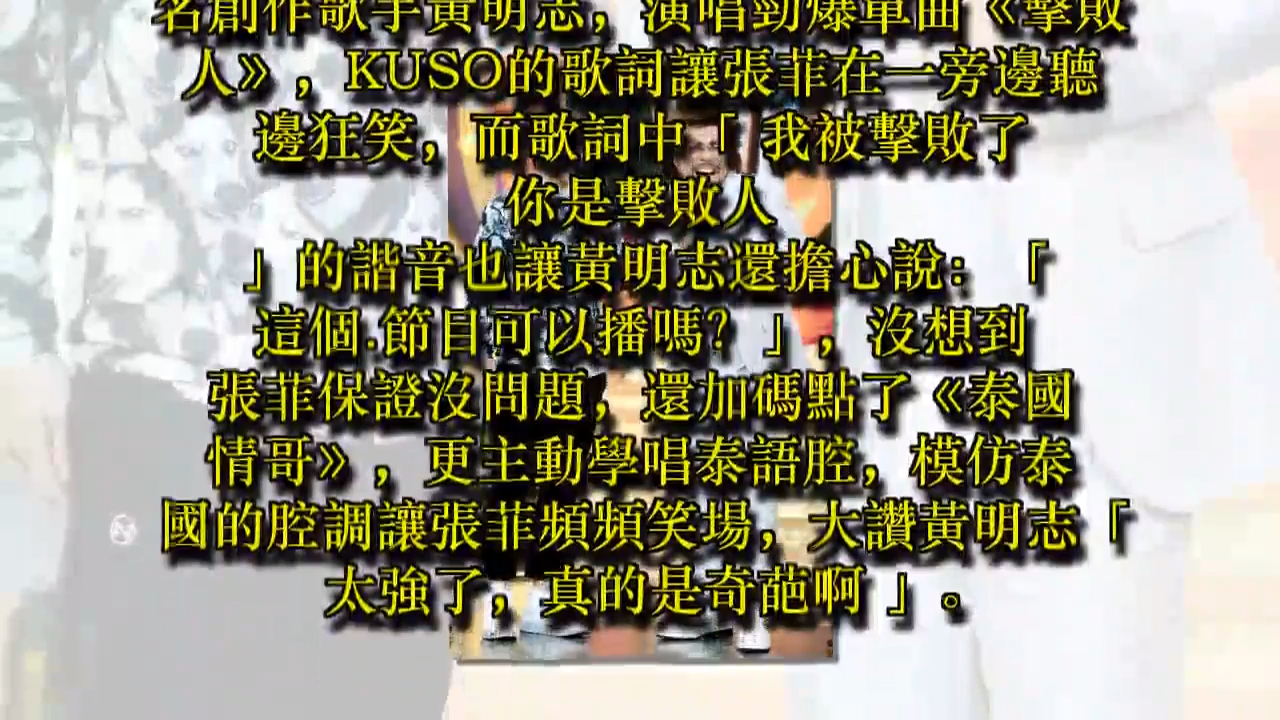 名創作歌手黃明志，演唱勁爆單曲《擊敗
人》，KUSO的歌詞讓張菲在一旁邊聽
邊狂笑，而歌詞中「 我被擊敗了
你是擊敗人
」的諧音也讓黃明志還擔心說：「
這個.節目可以播嗎？」，沒想到
張菲保證沒問題，還加碼點了《泰國
情哥》，更主動學唱泰語腔，模仿泰
國的腔調讓張菲頻頻笑場，大讚黃明志「
太強了，真的是奇葩啊 」。